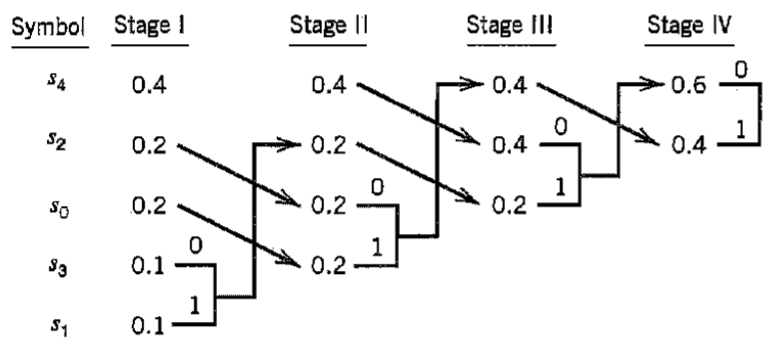 Symbol Stage I Stage II Stage III Stage IV
s₄ 0.4 0.4 0.4 0.6 0
s₂ 0.2 0.2 0.4 0 0.4 1
s₀ 0.2 0.2 0 0.2 1
s₃ 0.1 0 0.2 1
s₁ 0.1 1